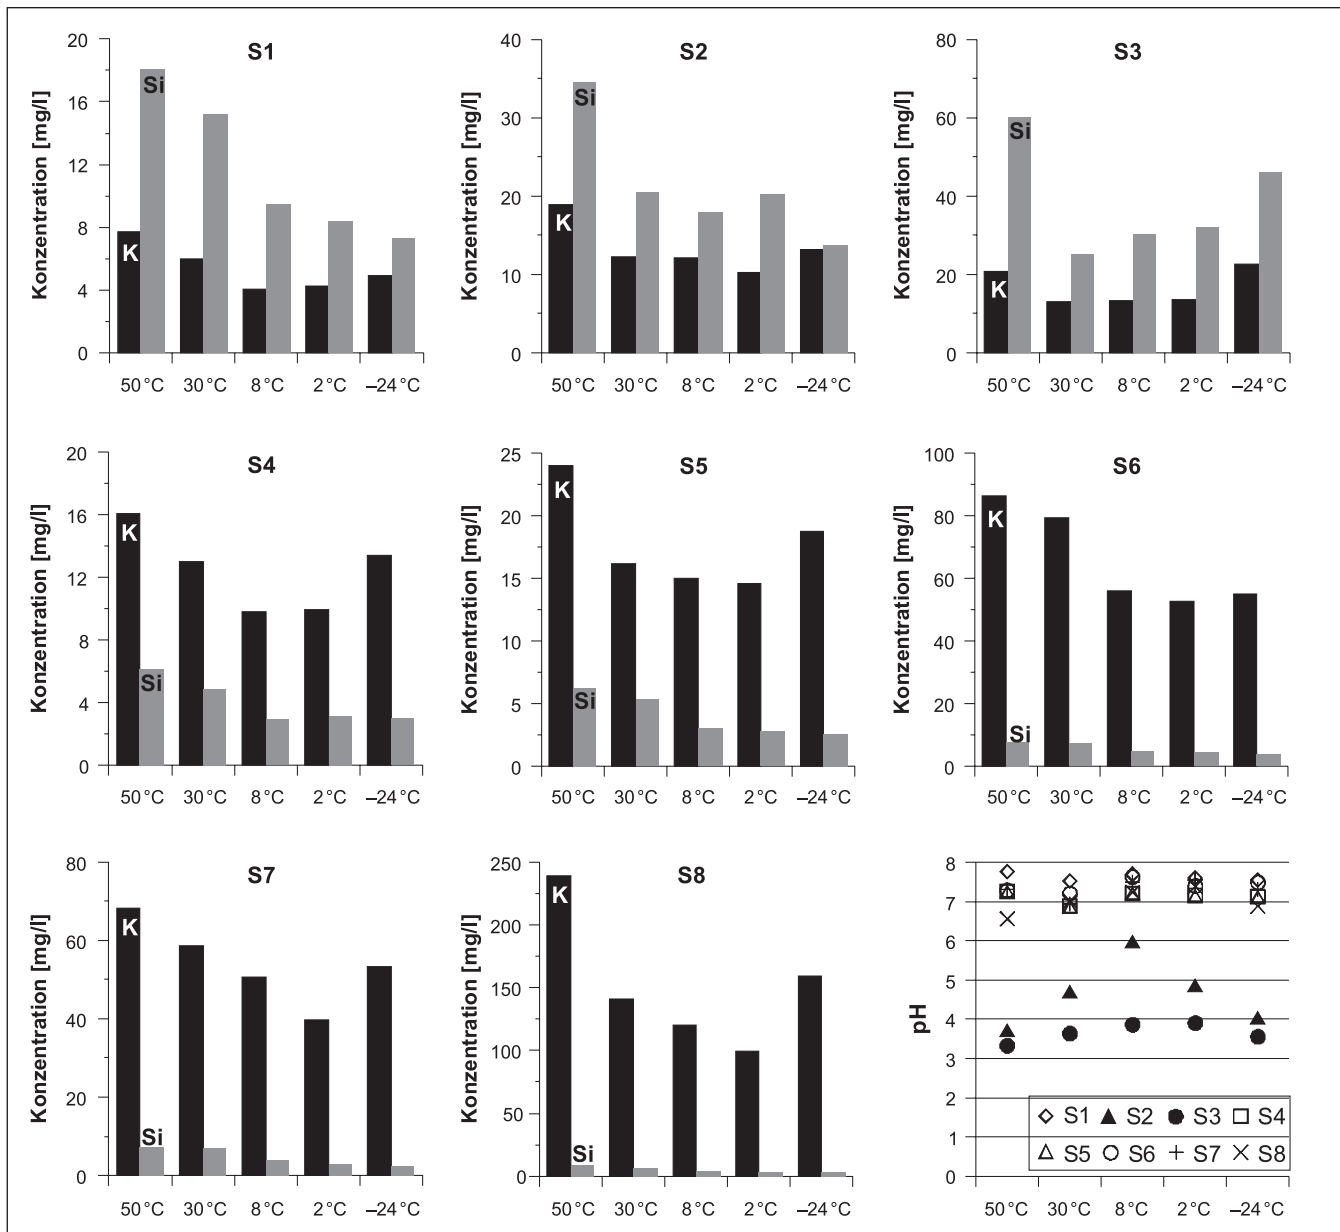 S1
Konzentration [mg/l]
20
16
12
8
4
0
Si
K
50°C 30°C 8°C 2°C –24°C
S2
Konzentration [mg/l]
40
30
20
10
0
Si
K
50°C 30°C 8°C 2°C –24°C
S3
Konzentration [mg/l]
80
60
40
20
0
Si
K
50°C 30°C 8°C 2°C –24°C
S4
Konzentration [mg/l]
20
16
12
8
4
0
K
Si
50°C 30°C 8°C 2°C –24°C
S5
Konzentration [mg/l]
25
20
15
10
5
0
K
Si
50°C 30°C 8°C 2°C –24°C
S6
Konzentration [mg/l]
100
80
60
40
20
0
K
Si
50°C 30°C 8°C 2°C –24°C
S7
Konzentration [mg/l]
80
60
40
20
0
K
Si
50°C 30°C 8°C 2°C –24°C
S8
Konzentration [mg/l]
250
200
150
100
50
0
K
Si
50°C 30°C 8°C 2°C –24°C
pH
8
7
6
5
4
3
2
1
0
S1 S2 S3 S4
S5 S6 S7 S8
50°C 30°C 8°C 2°C –24°C